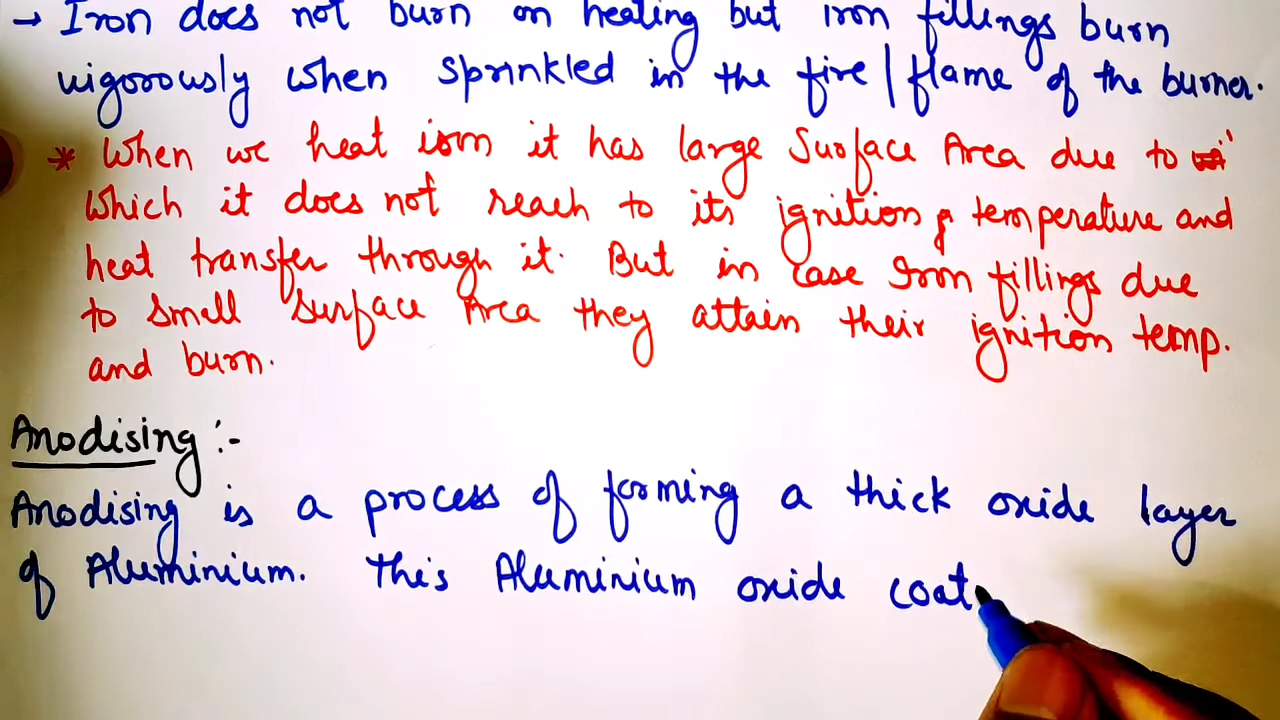 → Iron does not burn on heating but iron fillings burn
vigorously when sprinkled in the fire/flame of the burner.
* When we heat iron it has large Surface Area due to
which it does not reach to its ignition temperature and
heat transfer through it. But in case Iron fillings due
to small surface Area they attain their ignition temp.
and burn.
Anodising :-
Anodising is a process of forming a thick oxide layer
of Aluminium. This Aluminium oxide coat